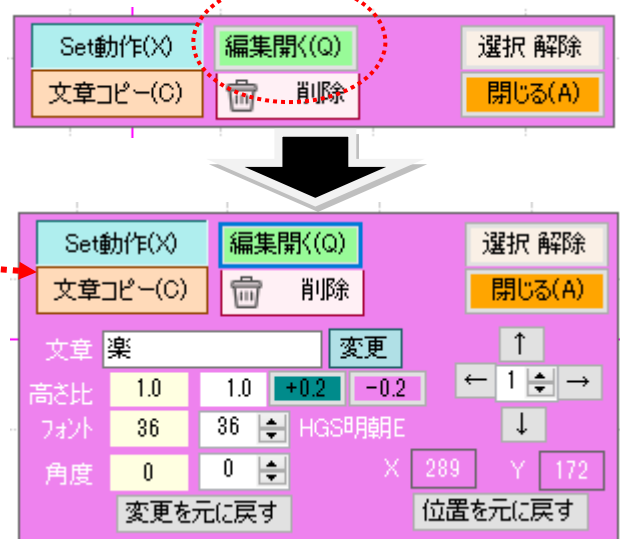 Set動作(X) 編集開く(Q) 選択 解除
文章コピー(C) 削除 閉じる(A)
Set動作(X) 編集開く(Q) 選択 解除
文章コピー(C) 削除 閉じる(A)
文章 楽 変更 ↑
高さ比 1.0 1.0 +0.2 -0.2 ← 1 →
フォント 36 36 HGS明朝E ↓
角度 0 0 X 289 Y 172
変更を元に戻す 位置を元に戻す